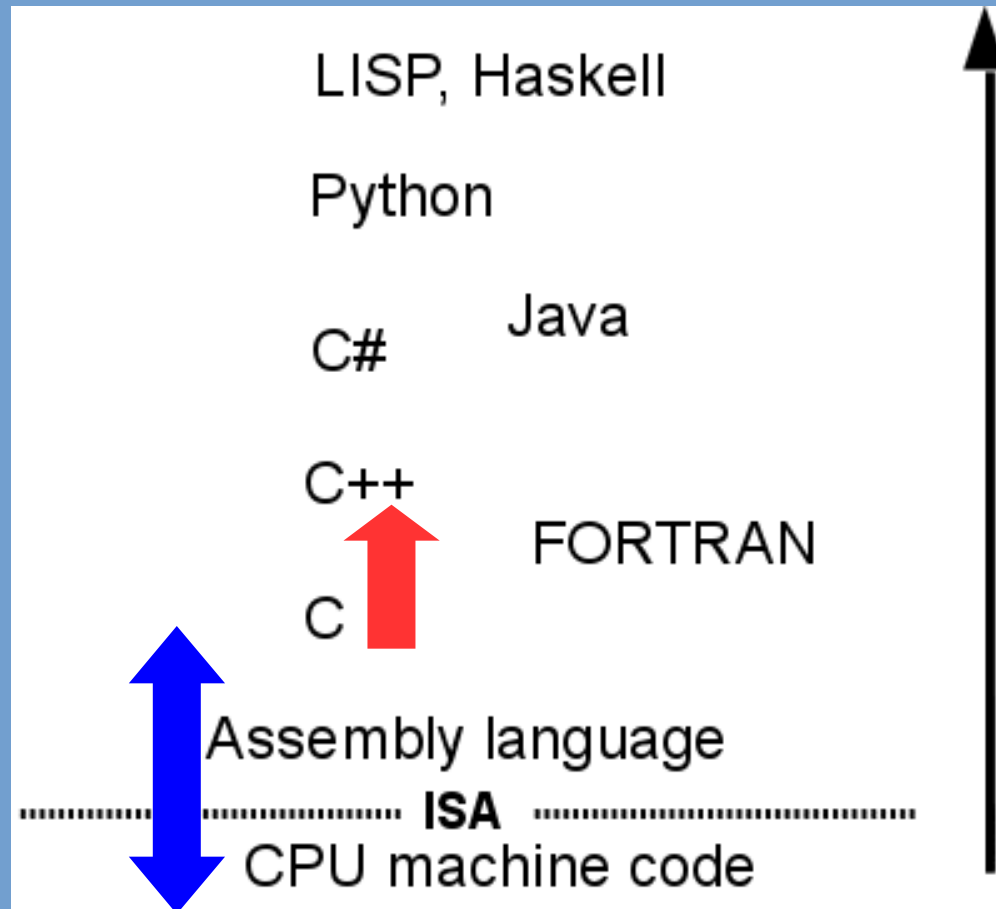 LISP, Haskell
Python
Java
C#
C++
FORTRAN
C
Assembly language
ISA
CPU machine code